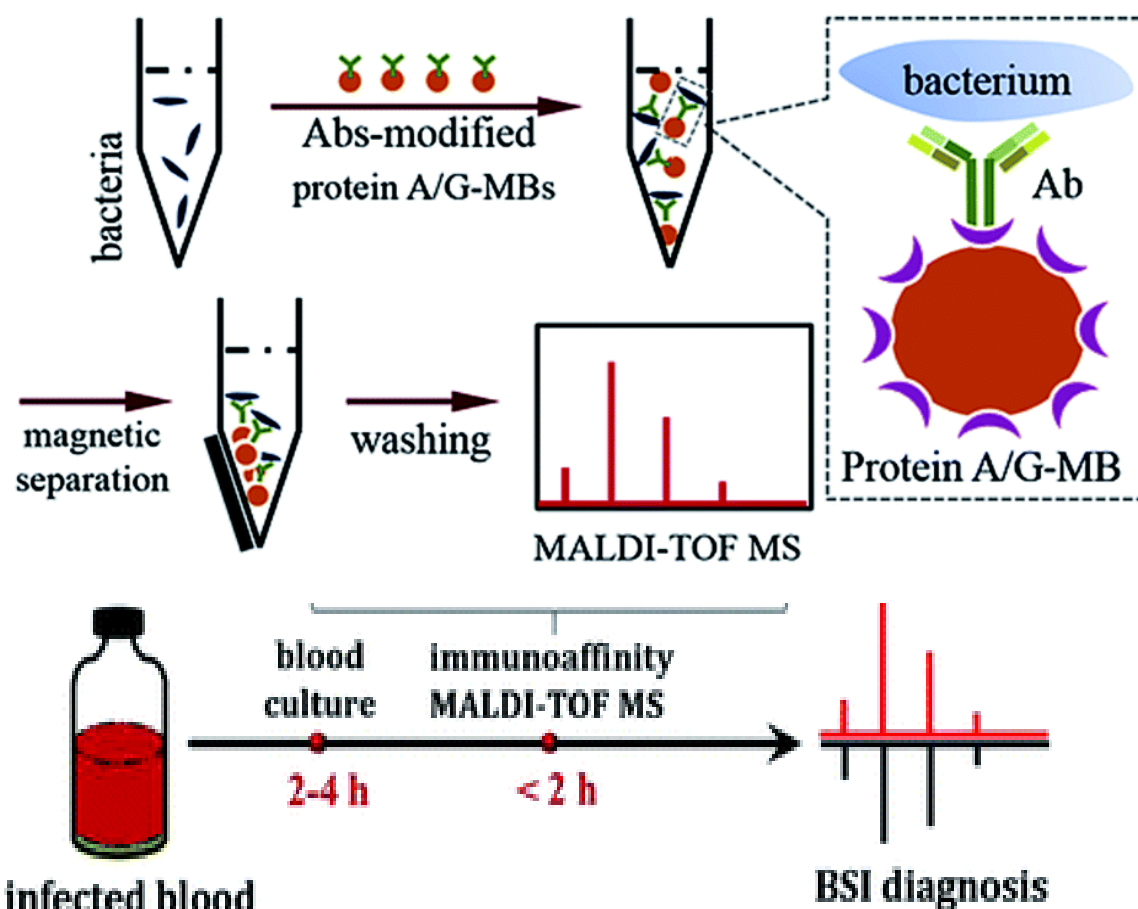 bacteria
Abs-modified
protein A/G-MBs
bacterium
Ab
Protein A/G-MB
magnetic
separation
washing
MALDI-TOF MS
blood
culture
immunoaffinity
MALDI-TOF MS
2-4 h
< 2 h
infected blood
BSI diagnosis